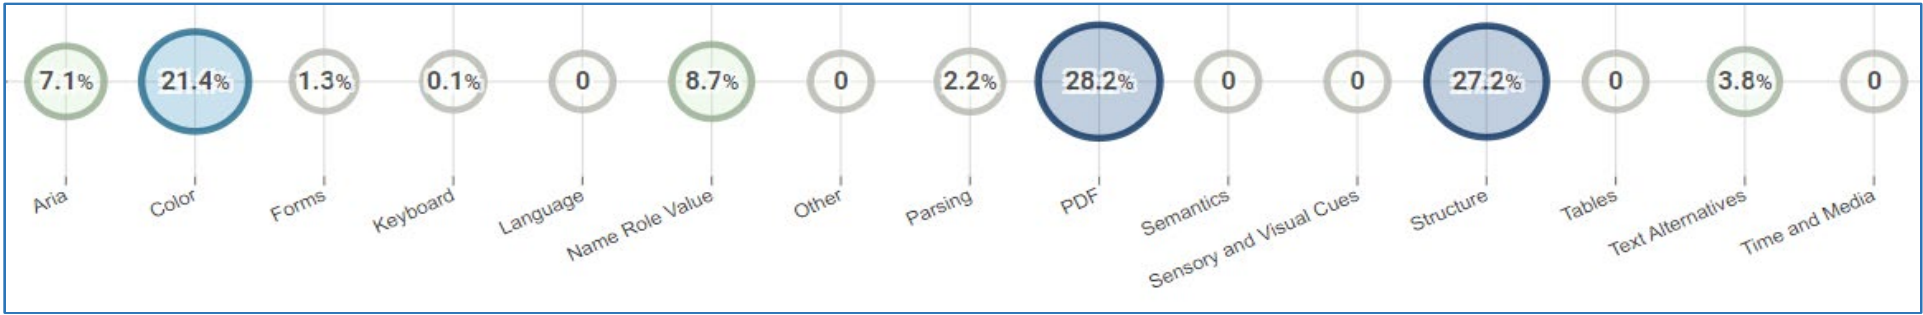 7.1% 21.4% 1.3% 0.1% 0 8.7% 0 2.2% 28.2% 0 0 27.2% 0 3.8% 0
Aria Color Forms Keyboard Language Name Role Value Other Parsing PDF Semantics Sensory and Visual Cues Structure Tables Text Alternatives Time and Media